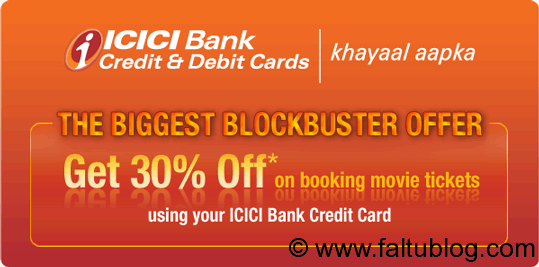 ICICI Bank
Credit & Debit Cards
khayaal aapka
THE BIGGEST BLOCKBUSTER OFFER
Get 30% Off* on booking movie tickets
using your ICICI Bank Credit Card
© www.faltublog.com